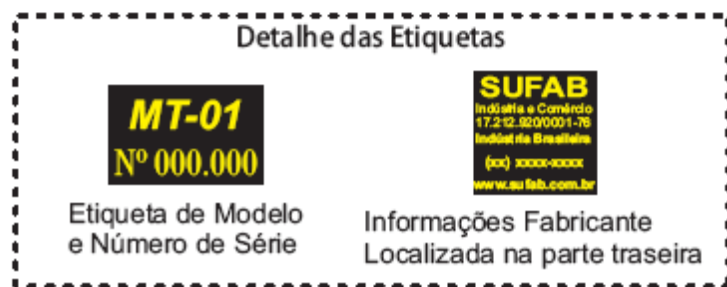 Detalhe das Etiquetas
MT-01
Nº 000.000
Etiqueta de Modelo
e Número de Série
SUFAB
Indústria e Comércio
17.212.920/0001-76
Indústria Brasileira
(xx) xxxx-xxxx
www.sufab.com.br
Informações Fabricante
Localizada na parte traseira